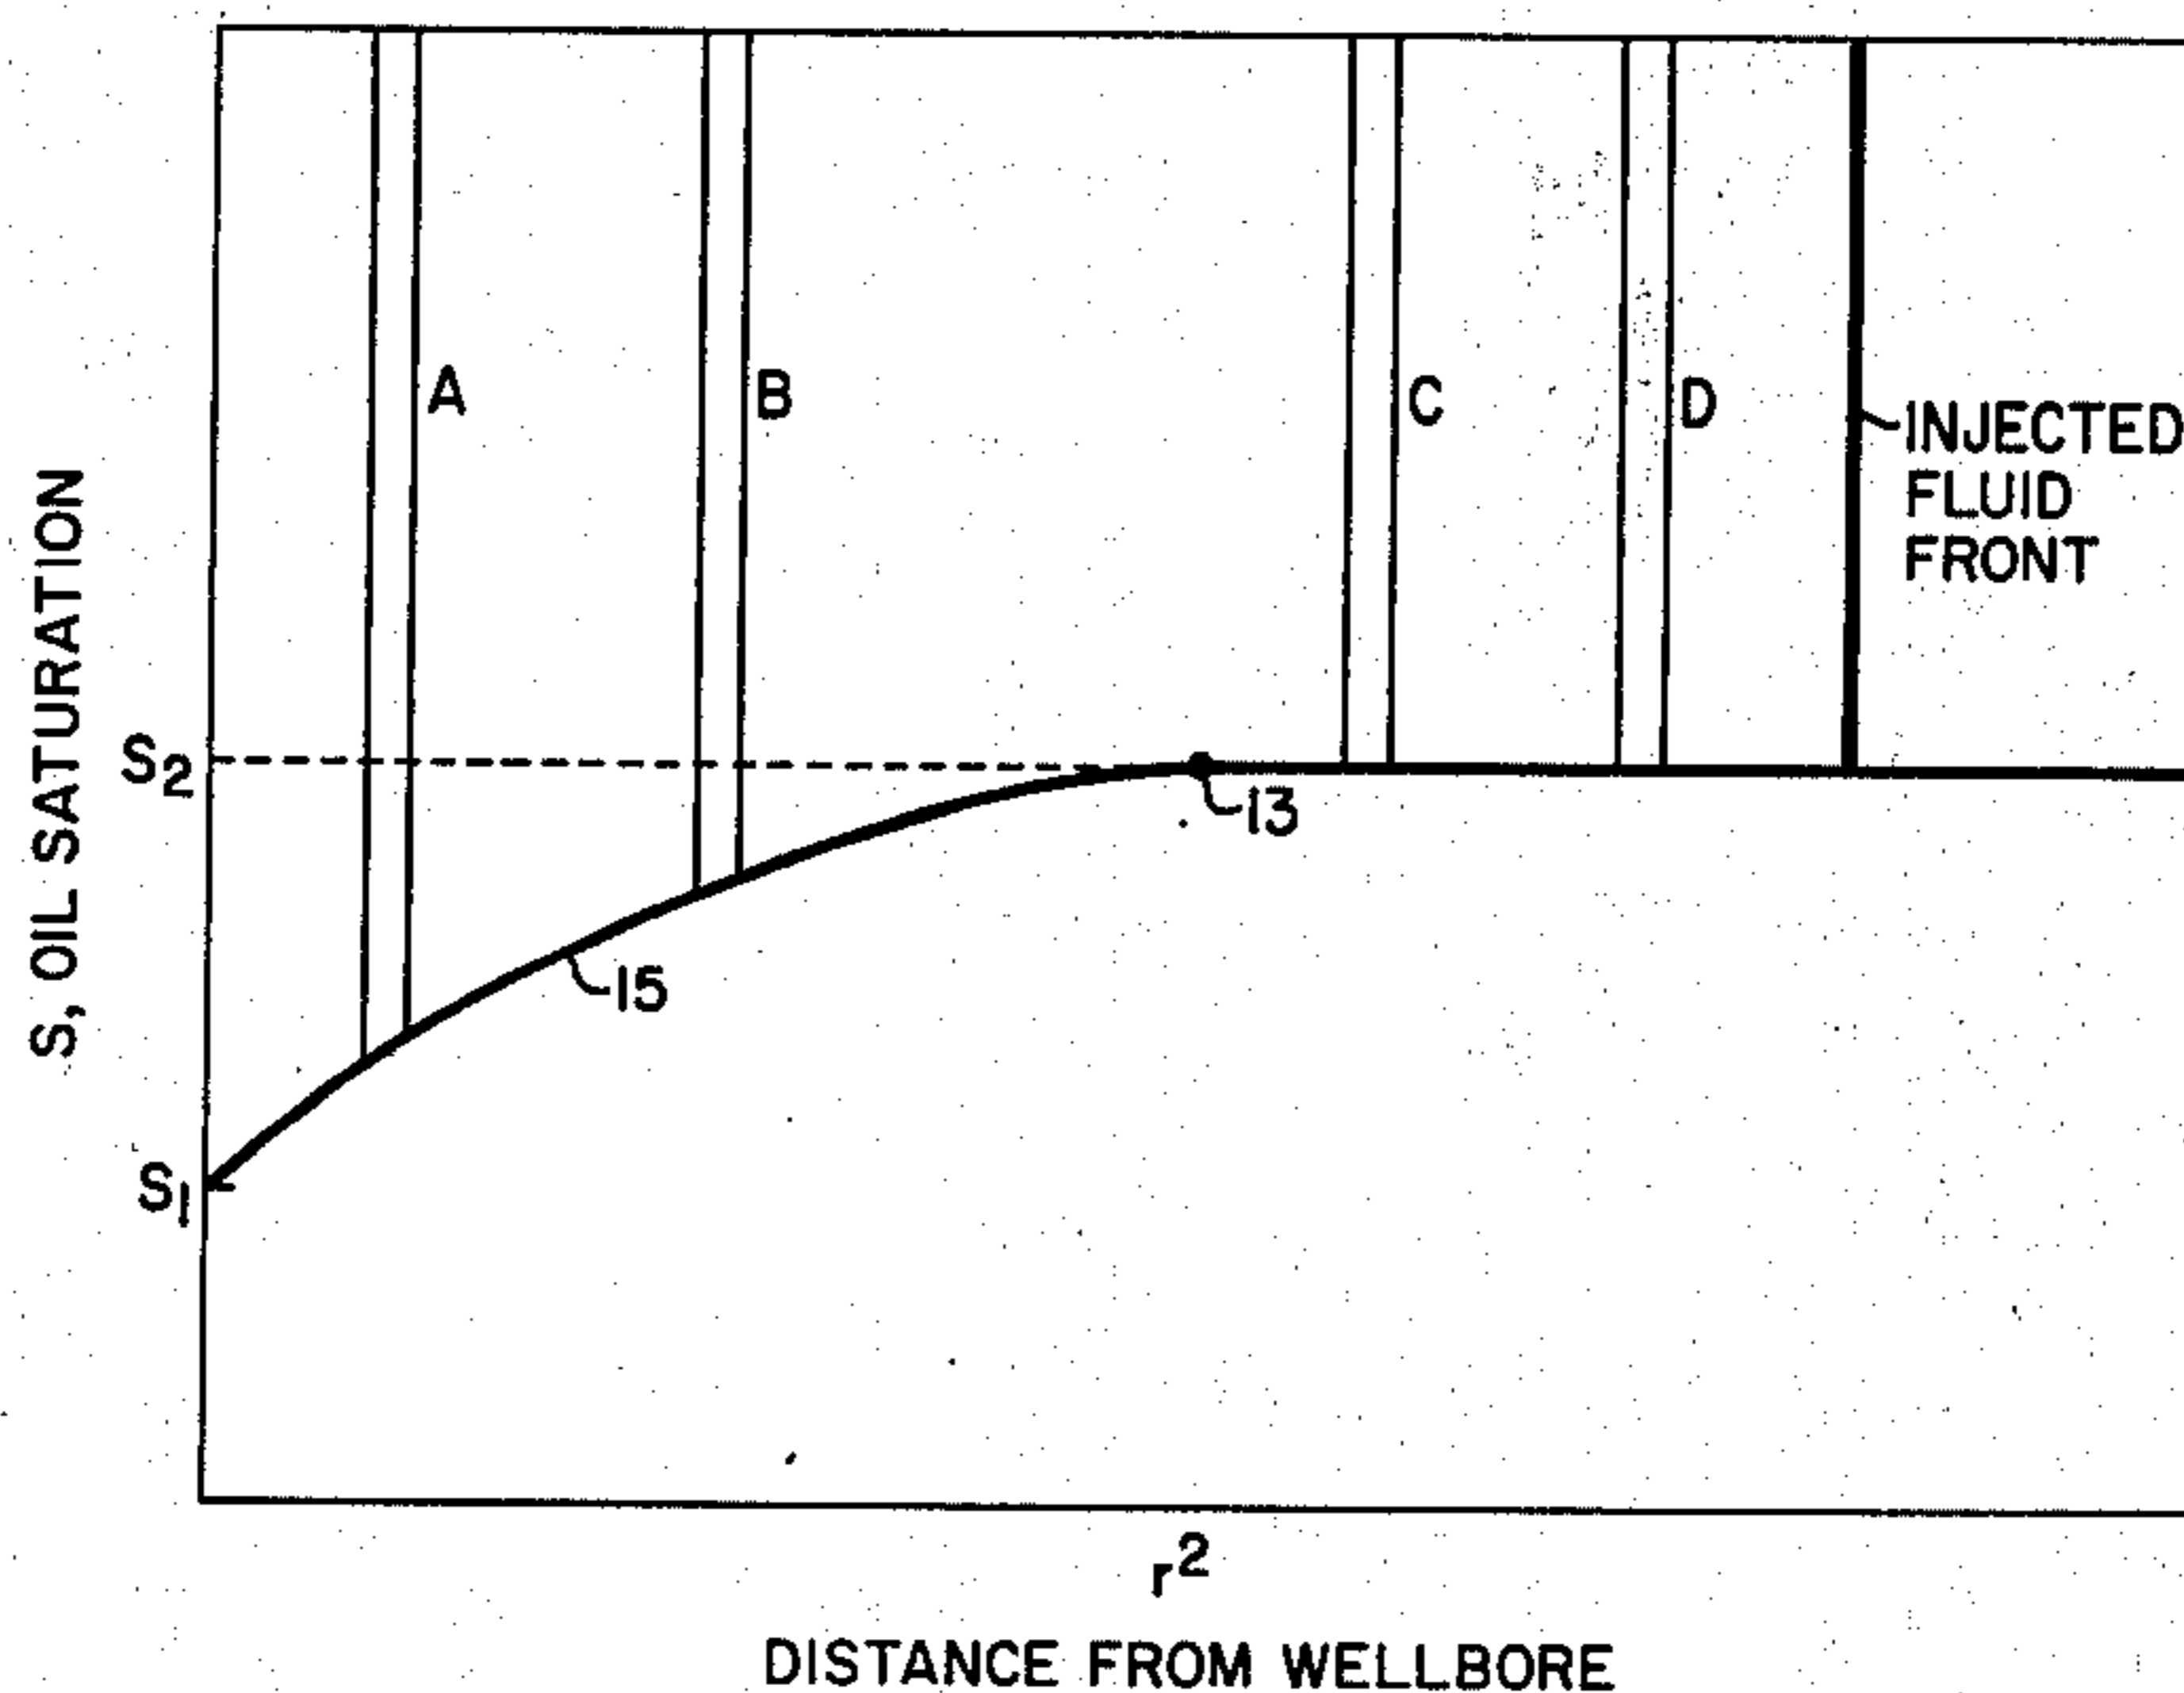 S, OIL SATURATION
A
B
C
D
INJECTED
FLUID
FRONT
S2
13
15
S1
r2
DISTANCE FROM WELLBORE